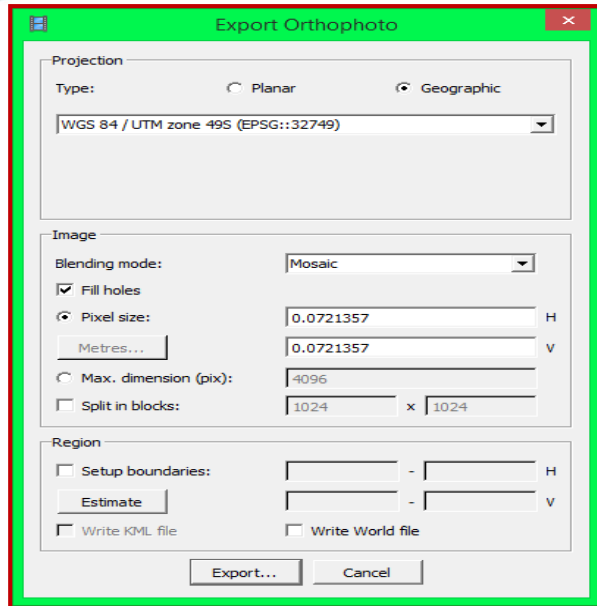 Export Orthophoto
Projection
Type: Planar Geographic
WGS 84 / UTM zone 49S (EPSG::32749)
Image
Blending mode: Mosaic
Fill holes
Pixel size: 0.0721357 H
Metres... 0.0721357 V
Max. dimension (pix): 4096
Split in blocks: 1024 x 1024
Region
Setup boundaries: - H
Estimate - V
Write KML file Write World file
Export... Cancel